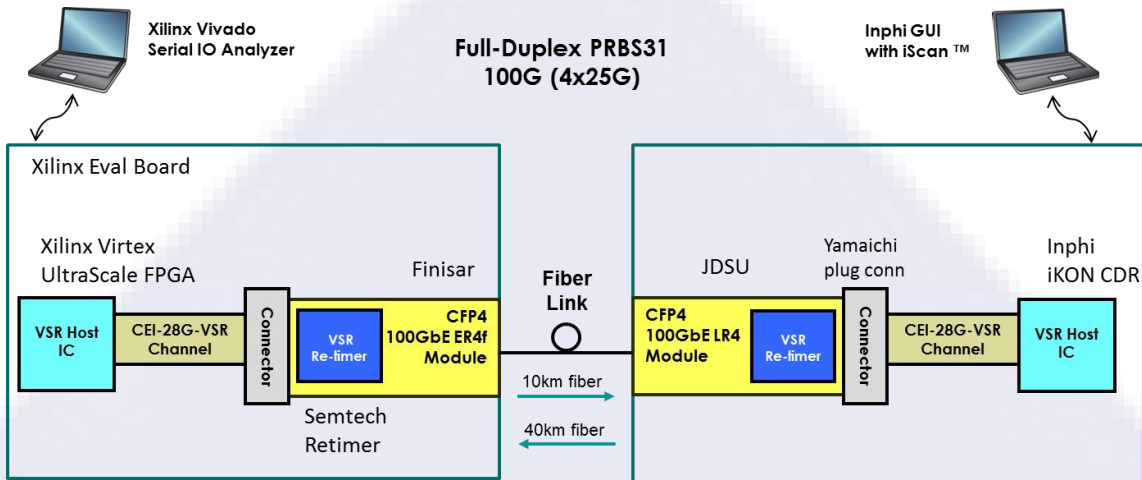 Xilinx Vivado
Serial IO Analyzer
Full-Duplex PRBS31
100G (4x25G)
Inphi GUI
with iScan ™
Xilinx Eval Board
Xilinx Virtex
UltraScale FPGA
Finisar
Fiber
Link
JDSU
Yamaichi
plug conn
Inphi
iKON CDR
VSR Host
IC
CEI-28G-VSR
Channel
Connector
VSR
Re-timer
CFP4
100GbE ER4f
Module
CFP4
100GbE LR4
Module
VSR
Re-timer
Connector
CEI-28G-VSR
Channel
VSR Host
IC
10km fiber
40km fiber
Semtech
Retimer